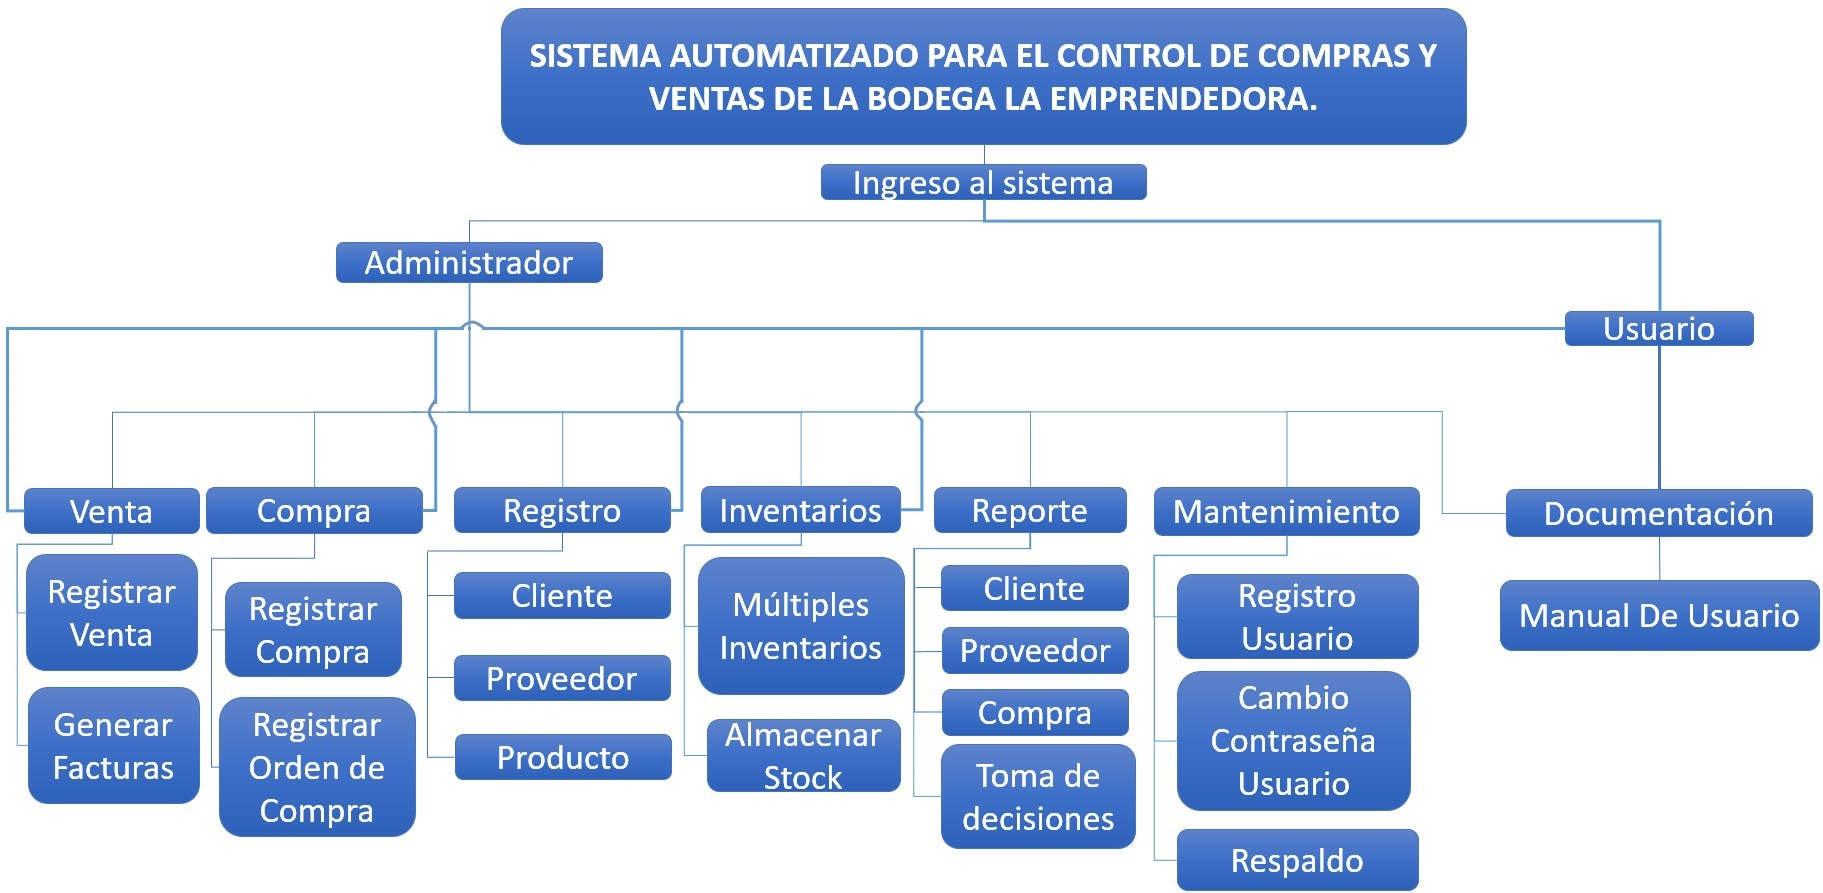 SISTEMA AUTOMATIZADO PARA EL CONTROL DE COMPRAS Y
VENTAS DE LA BODEGA LA EMPRENDEDORA.
Ingreso al sistema
Administrador
Usuario
Venta
Compra
Registro
Inventarios
Reporte
Mantenimiento
Documentación
Registrar
Venta
Generar
Facturas
Registrar
Compra
Registrar
Orden de
Compra
Cliente
Proveedor
Producto
Múltiples
Inventarios
Almacenar
Stock
Cliente
Proveedor
Compra
Toma de
decisiones
Registro
Usuario
Cambio
Contraseña
Usuario
Respaldo
Manual De Usuario